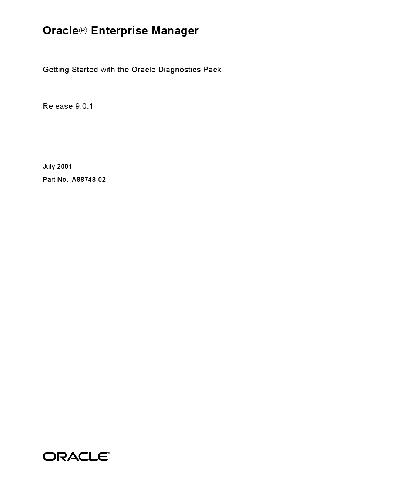 Oracle® Enterprise Manager
Getting Started with the Oracle Diagnostics Pack
Release 9.0.1
July 2001
Part No. A88748-02
ORACLE®